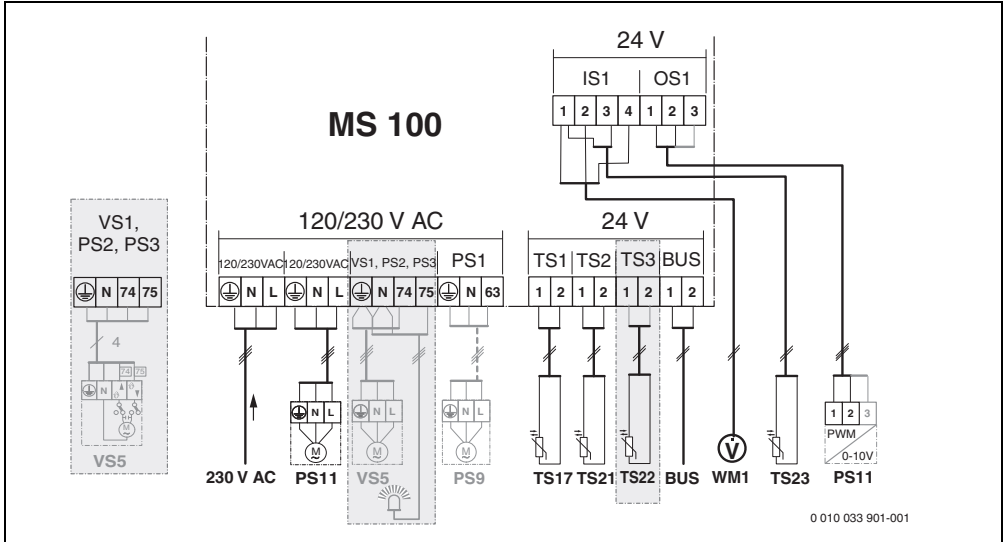 24 V
IS1 OS1
1 2 3 4 1 2 3
MS 100
VS1,
PS2, PS3
120/230 V AC
24 V
120/230VAC 120/230VAC VS1, PS2, PS3 PS1
TS1 TS2 TS3 BUS
N 74 75
N L N L N 74 75 N 63
1 2 1 2 1 2 1 2
4
74 75
N
M
~
VS5
N L
M
~
N L
M
~
N L
M
~
1 2 3
PWM
0-10V
V
230 V AC PS11 VS5 PS9 TS17 TS21 TS22 BUS WM1 TS23 PS11
0 010 033 901-001